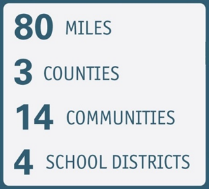 80 MILES
3 COUNTIES
14 COMMUNITIES
4 SCHOOL DISTRICTS